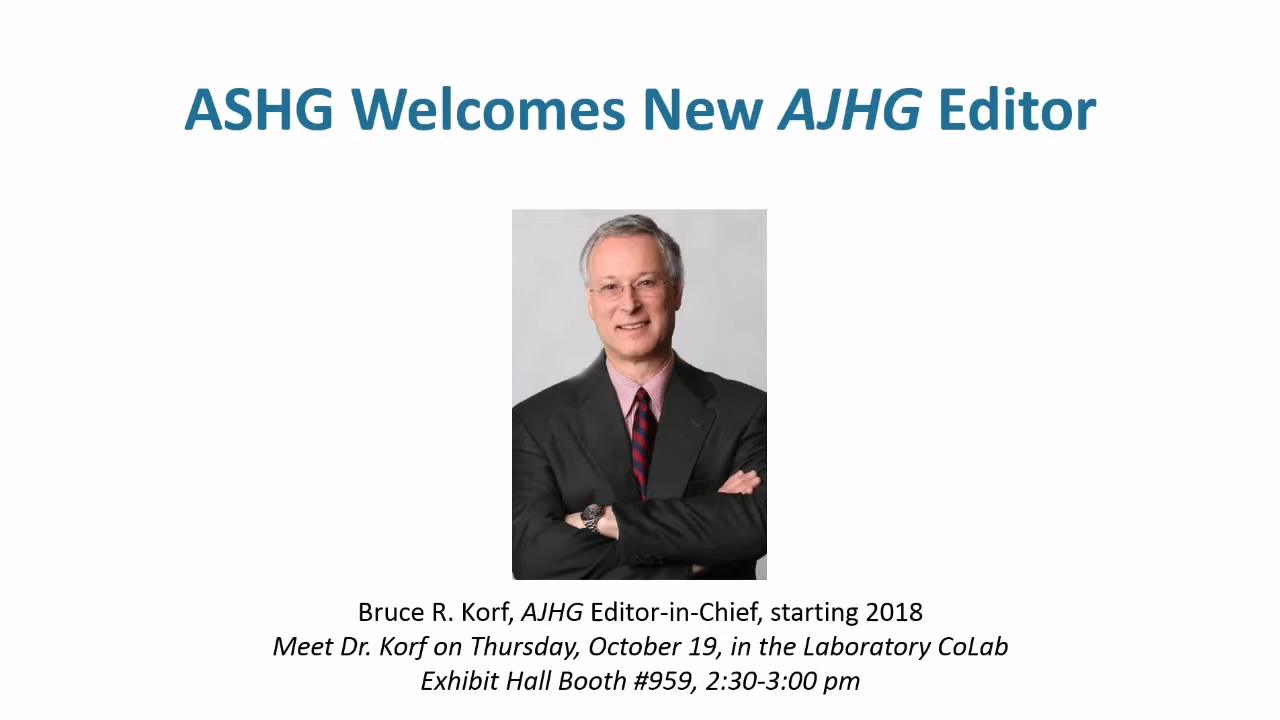 ASHG Welcomes New AJHG Editor
Bruce R. Korf, AJHG Editor-in-Chief, starting 2018
Meet Dr. Korf on Thursday, October 19, in the Laboratory CoLab
Exhibit Hall Booth #959, 2:30-3:00 pm